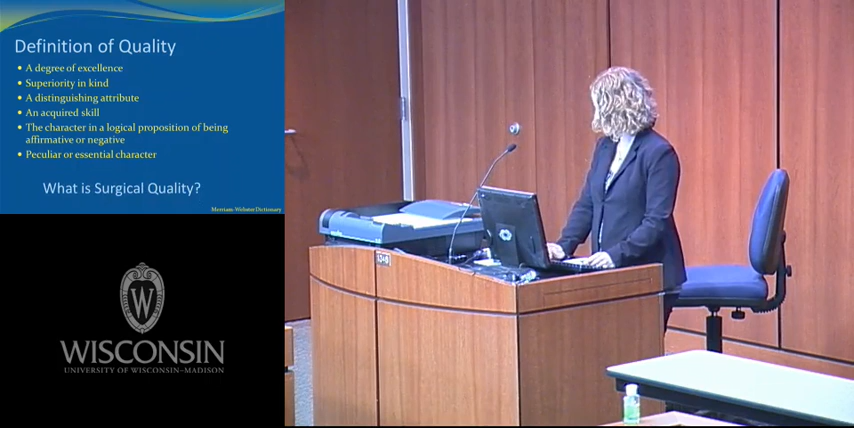 Definition of Quality
• A degree of excellence
• Superiority in kind
• A distinguishing attribute
• An acquired skill
• The character in a logical proposition of being
affirmative or negative
• Peculiar or essential character
What is Surgical Quality?
Merriam-Webster Dictionary
W
WISCONSIN
UNIVERSITY OF WISCONSIN–MADISON